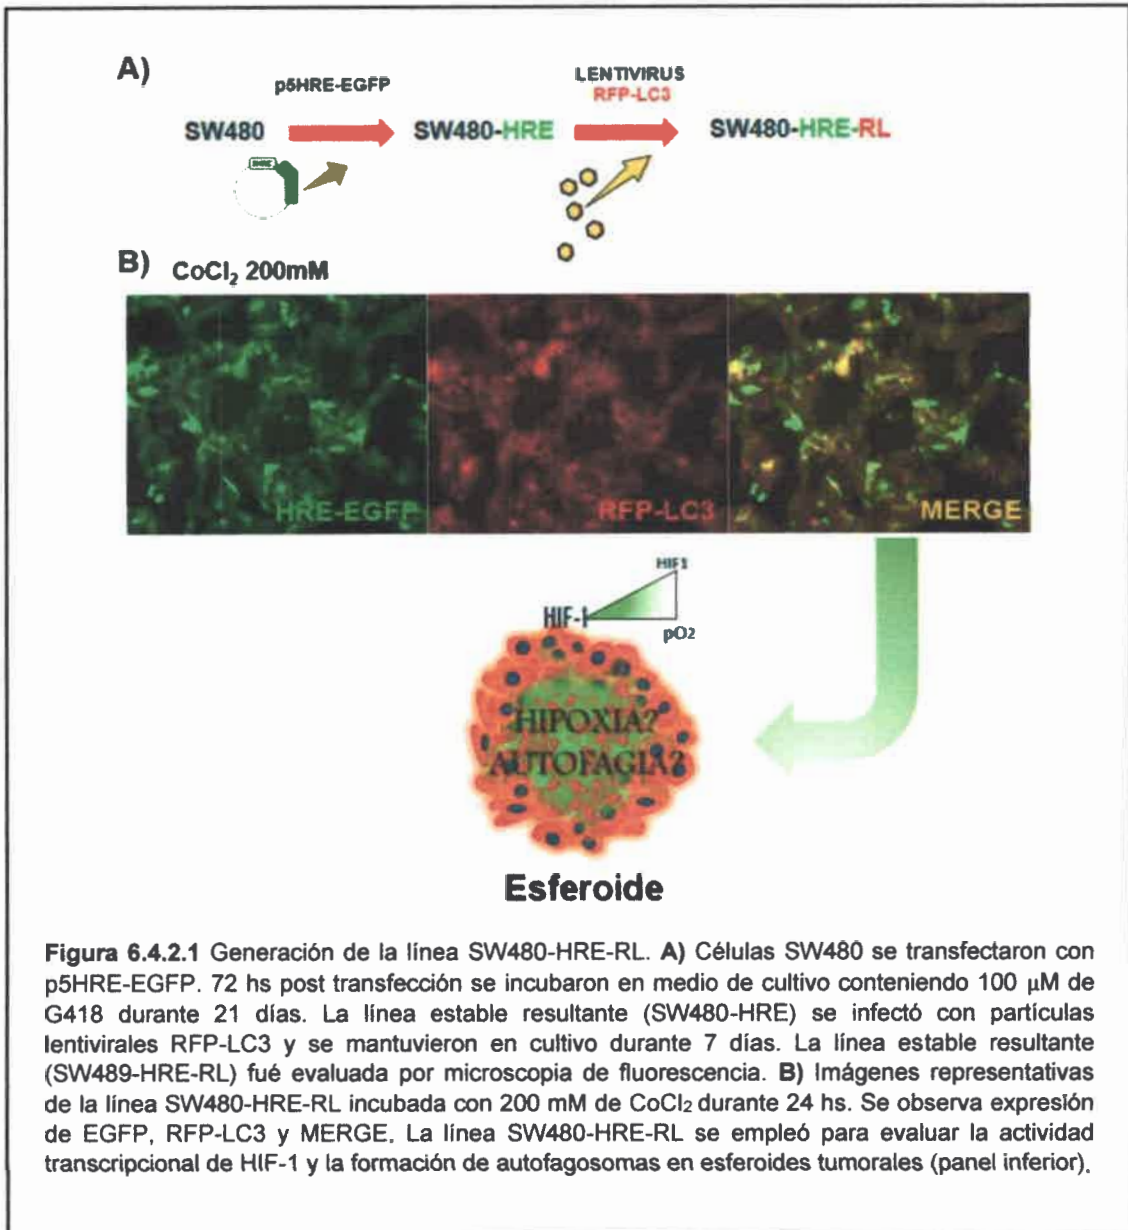 A)
p5HRE-EGFP
LENTIVIRUS
RFP-LC3
SW480
SW480-HRE
SW480-HRE-RL
5HRE
B) CoCl₂ 200mM
HRE-EGFP
RFP-LC3
MERGE
HIF1
HIF-1
pO2
HIPOXIA?
AUTOFAGIA?
Esferoide
Figura 6.4.2.1 Generación de la línea SW480-HRE-RL. A) Células SW480 se transfectaron con
p5HRE-EGFP. 72 hs post transfección se incubaron en medio de cultivo conteniendo 100 μM de
G418 durante 21 días. La línea estable resultante (SW480-HRE) se infectó con partículas
lentivirales RFP-LC3 y se mantuvieron en cultivo durante 7 días. La línea estable resultante
(SW489-HRE-RL) fué evaluada por microscopia de fluorescencia. B) Imágenes representativas
de la línea SW480-HRE-RL incubada con 200 mM de CoCl₂ durante 24 hs. Se observa expresión
de EGFP, RFP-LC3 y MERGE. La línea SW480-HRE-RL se empleó para evaluar la actividad
transcripcional de HIF-1 y la formación de autofagosomas en esferoides tumorales (panel inferior).